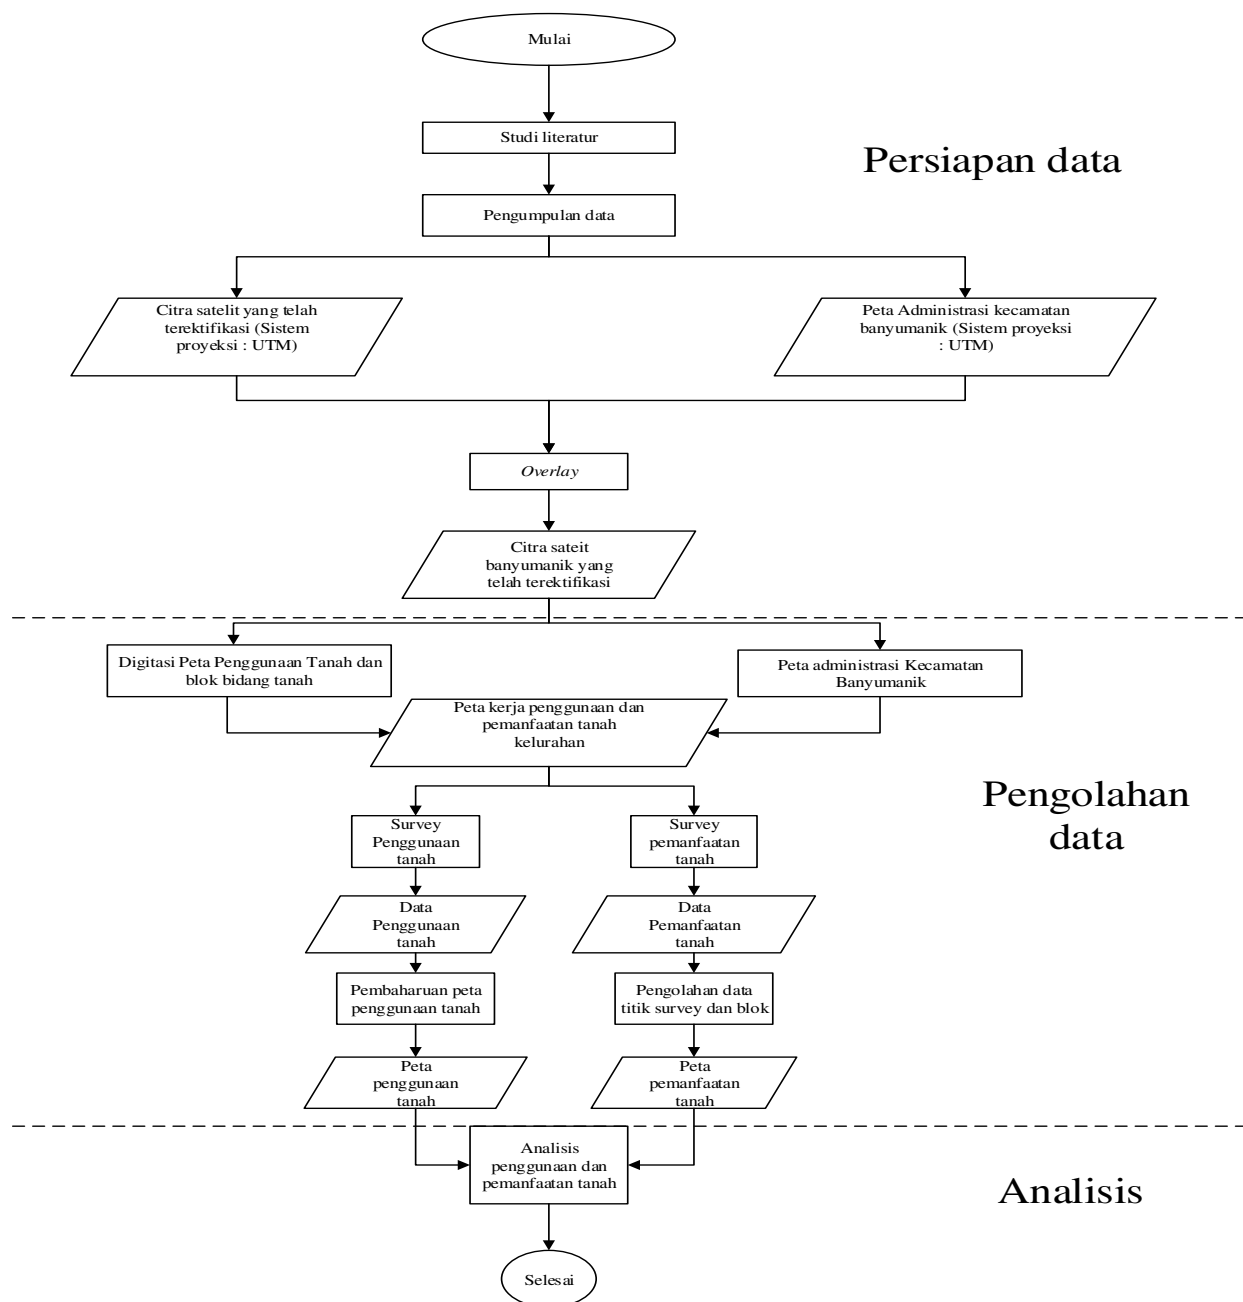 Mulai
Studi literatur
Persiapan data
Pengumpulan data
Citra satelit yang telah
terektifikasi (Sistem
proyeksi : UTM)
Peta Administrasi kecamatan
banyumanik (Sistem proyeksi
: UTM)
Overlay
Citra sateit
banyumanik yang
telah terektifikasi
Digitasi Peta Penggunaan Tanah dan
blok bidang tanah
Peta administrasi Kecamatan
Banyumanik
Peta kerja penggunaan dan
pemanfaatan tanah
kelurahan
Pengolahan
data
Survey
Penggunaan
tanah
Survey
pemanfaatan
tanah
Data
Penggunaan
tanah
Data
Pemanfaatan
tanah
Pembaharuan peta
penggunaan tanah
Pengolahan data
titik survey dan blok
Peta
penggunaan
tanah
Peta
pemanfaatan
tanah
Analisis
penggunaan dan
pemanfaatan tanah
Analisis
Selesai